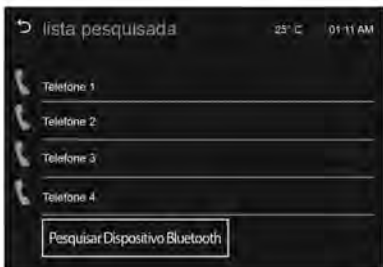 lista pesquisada 25° C 01:11 AM
Telefone 1
Telefone 2
Telefone 3
Telefone 4
Pesquisar Dispositivo Bluetooth